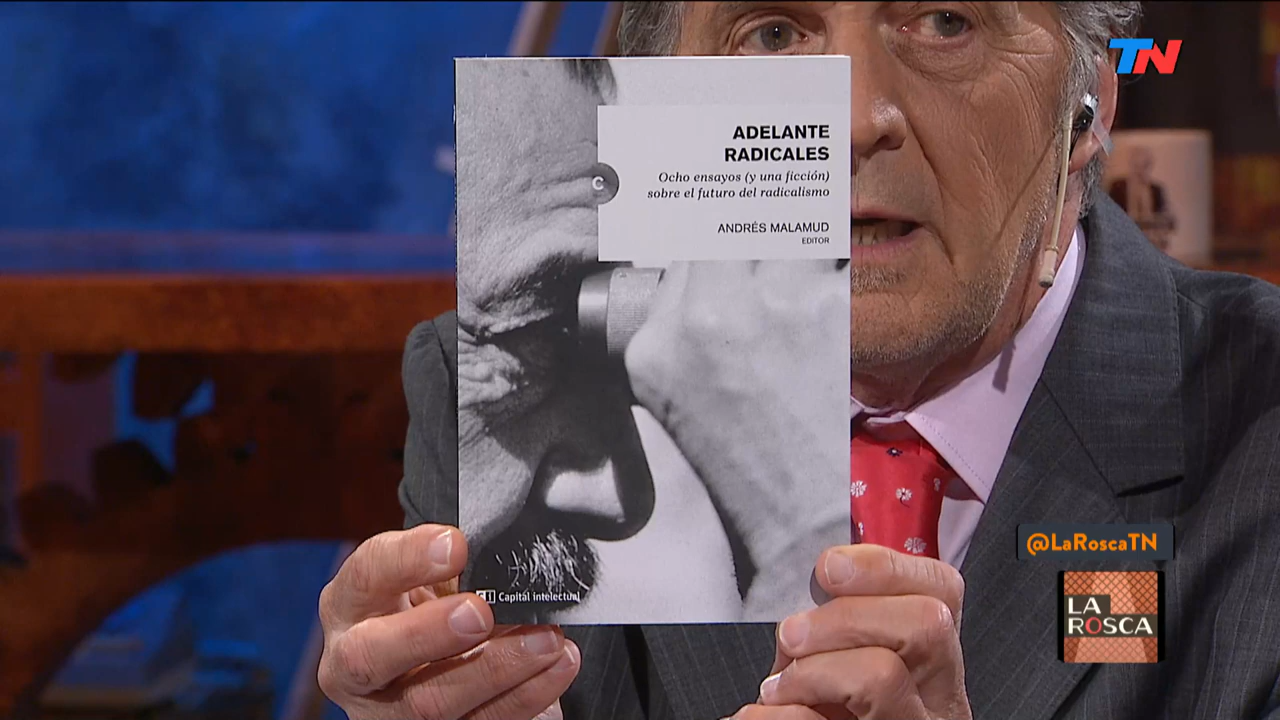 TN
ADELANTE
RADICALES
Ocho ensayos (y una ficción)
sobre el futuro del radicalismo
C
ANDRÉS MALAMUD
EDITOR
CI Capital intelectual
@LaRoscaTN
LA
ROSCA